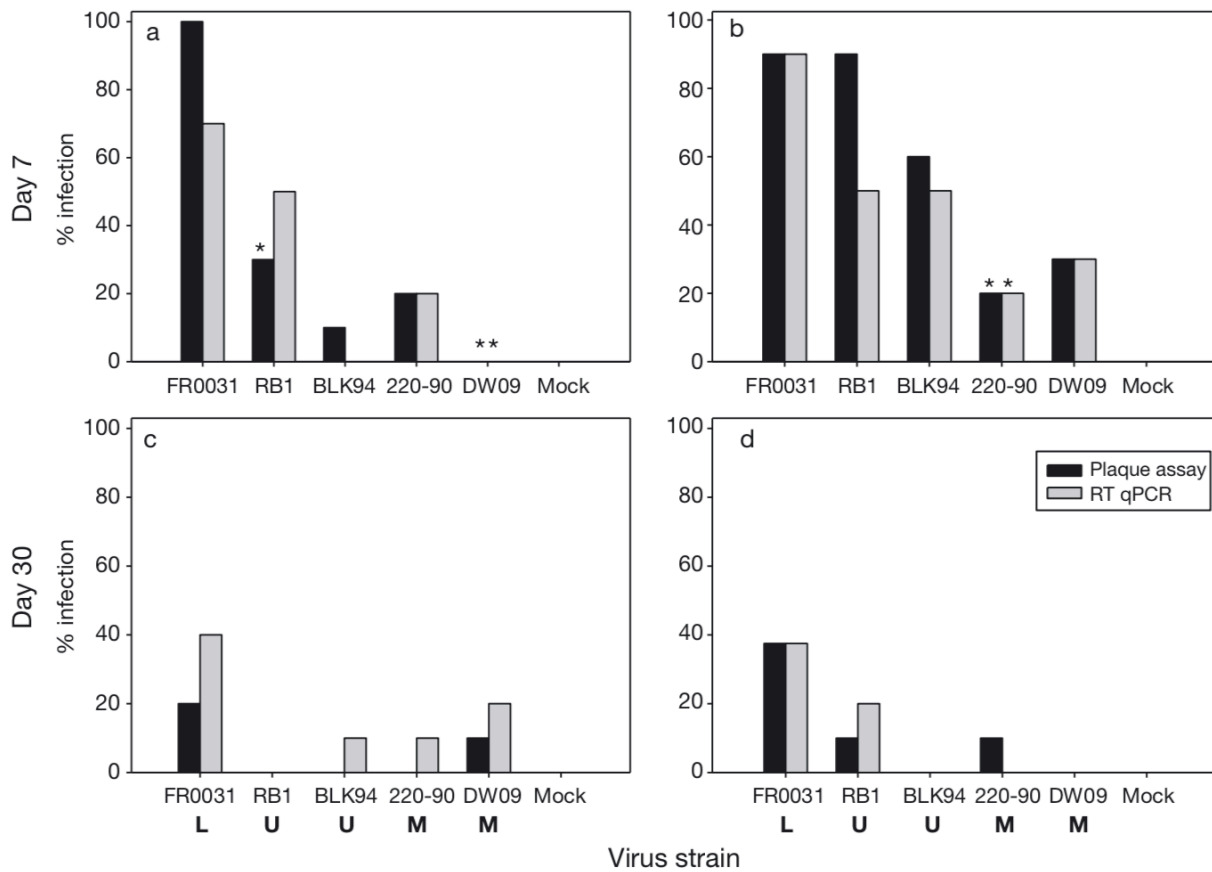 a
100
80
60
40
20
0
% infection
Day 7
*
**
FR0031 RB1 BLK94 220-90 DW09 Mock
b
100
80
60
40
20
0
* *
FR0031 RB1 BLK94 220-90 DW09 Mock
c
100
80
60
40
20
0
% infection
Day 30
FR0031 RB1 BLK94 220-90 DW09 Mock
L U U M M
d
100
80
60
40
20
0
Plaque assay
RT qPCR
FR0031 RB1 BLK94 220-90 DW09 Mock
L U U M M
Virus strain